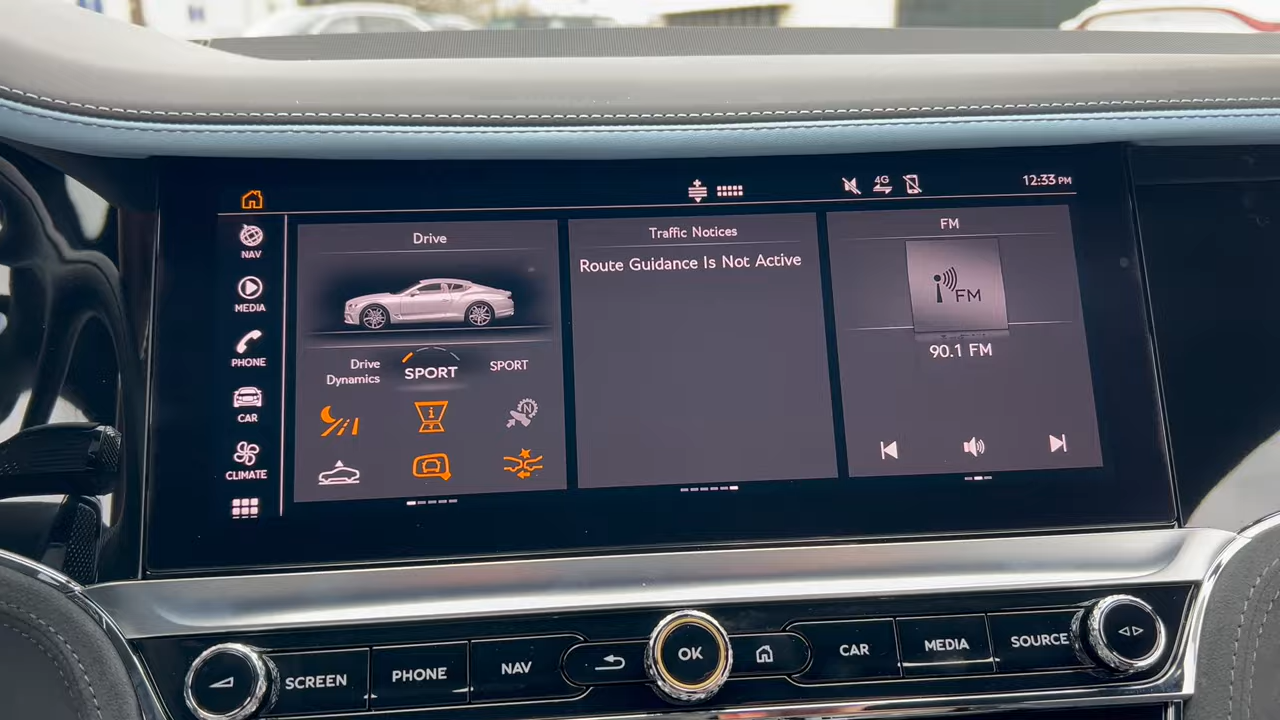 4G
12:33 PM
NAV
MEDIA
PHONE
CAR
CLIMATE
Drive
Drive
Dynamics
SPORT
SPORT
i
N
Traffic Notices
Route Guidance Is Not Active
FM
FM
90.1 FM
SCREEN
PHONE
NAV
OK
CAR
MEDIA
SOURCE